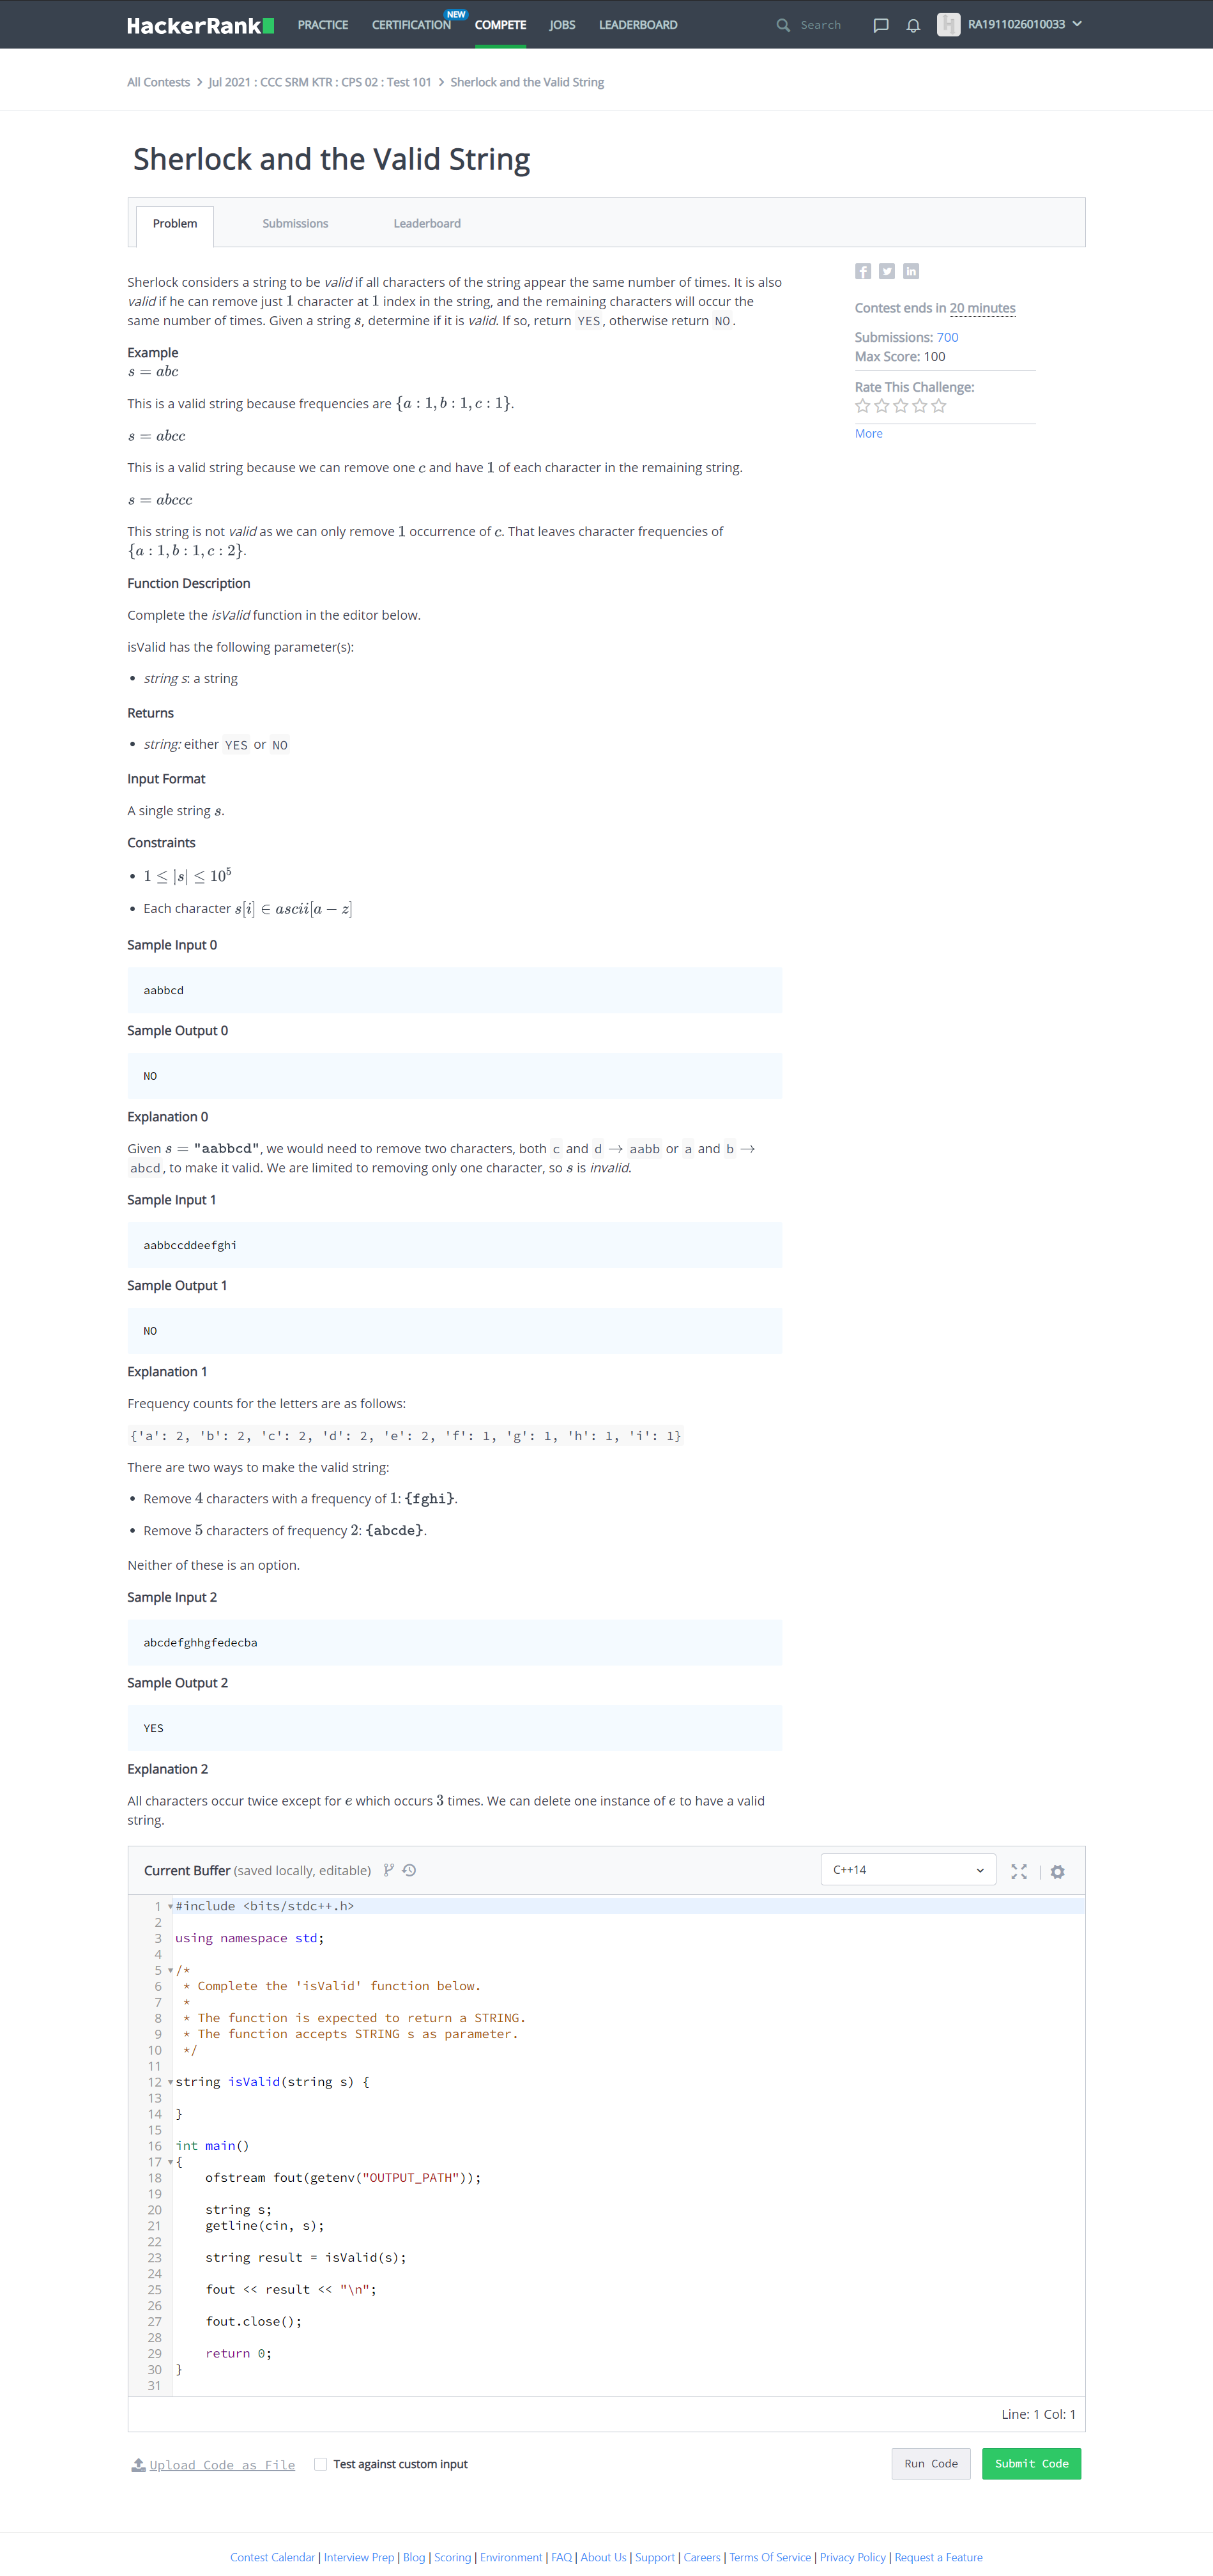 HackerRank
PRACTICE
CERTIFICATION
NEW
COMPETE
JOBS
LEADERBOARD
Search
RA1911026010033
All Contests > Jul 2021 : CCC SRM KTR : CPS 02 : Test 101 > Sherlock and the Valid String
Sherlock and the Valid String
Problem
Submissions
Leaderboard
Sherlock considers a string to be valid if all characters of the string appear the same number of times. It is also
valid if he can remove just 1 character at 1 index in the string, and the remaining characters will occur the
same number of times. Given a string s, determine if it is valid. If so, return YES, otherwise return NO.
Example
s = abc
This is a valid string because frequencies are {a : 1, b : 1, c : 1}.
s = abcc
This is a valid string because we can remove one c and have 1 of each character in the remaining string.
s = abccc
This string is not valid as we can only remove 1 occurrence of c. That leaves character frequencies of
{a : 1, b : 1, c : 2}.
Function Description
Complete the isValid function in the editor below.
isValid has the following parameter(s):
• string s: a string
Returns
• string: either YES or NO
Input Format
A single string s.
Constraints
• 1 ≤ |s| ≤ 10⁵
• Each character s[i] ∈ ascii[a − z]
Sample Input 0
aabbcd
Sample Output 0
NO
Explanation 0
Given s = "aabbcd", we would need to remove two characters, both c and d → aabb or a and b →
abcd, to make it valid. We are limited to removing only one character, so s is invalid.
Sample Input 1
aabbccddeefghi
Sample Output 1
NO
Explanation 1
Frequency counts for the letters are as follows:
{'a': 2, 'b': 2, 'c': 2, 'd': 2, 'e': 2, 'f': 1, 'g': 1, 'h': 1, 'i': 1}
There are two ways to make the valid string:
• Remove 4 characters with a frequency of 1: {fghi}.
• Remove 5 characters of frequency 2: {abcde}.
Neither of these is an option.
Sample Input 2
abcdefghhgfedecba
Sample Output 2
YES
Explanation 2
All characters occur twice except for e which occurs 3 times. We can delete one instance of e to have a valid
string.
Contest ends in 20 minutes
Submissions: 700
Max Score: 100
Rate This Challenge:
More
Current Buffer (saved locally, editable)
C++14
1 #include <bits/stdc++.h>
2
3 using namespace std;
4
5 /*
6  * Complete the 'isValid' function below.
7  *
8  * The function is expected to return a STRING.
9  * The function accepts STRING s as parameter.
10  */
11
12 string isValid(string s) {
13
14 }
15
16 int main()
17 {
18     ofstream fout(getenv("OUTPUT_PATH"));
19
20     string s;
21     getline(cin, s);
22
23     string result = isValid(s);
24
25     fout << result << "\n";
26
27     fout.close();
28
29     return 0;
30 }
31
Line: 1 Col: 1
Upload Code as File
Test against custom input
Run Code
Submit Code
Contest Calendar | Interview Prep | Blog | Scoring | Environment | FAQ | About Us | Support | Careers | Terms Of Service | Privacy Policy | Request a Feature